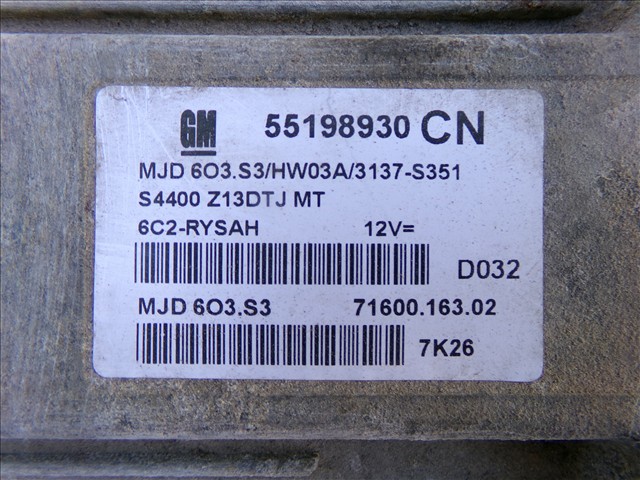 GM 55198930 CN
MJD 6O3.S3/HW03A/3137-S351
S4400 Z13DTJ MT
6C2-RYSAH 12V=
D032
MJD 6O3.S3 71600.163.02
7K26